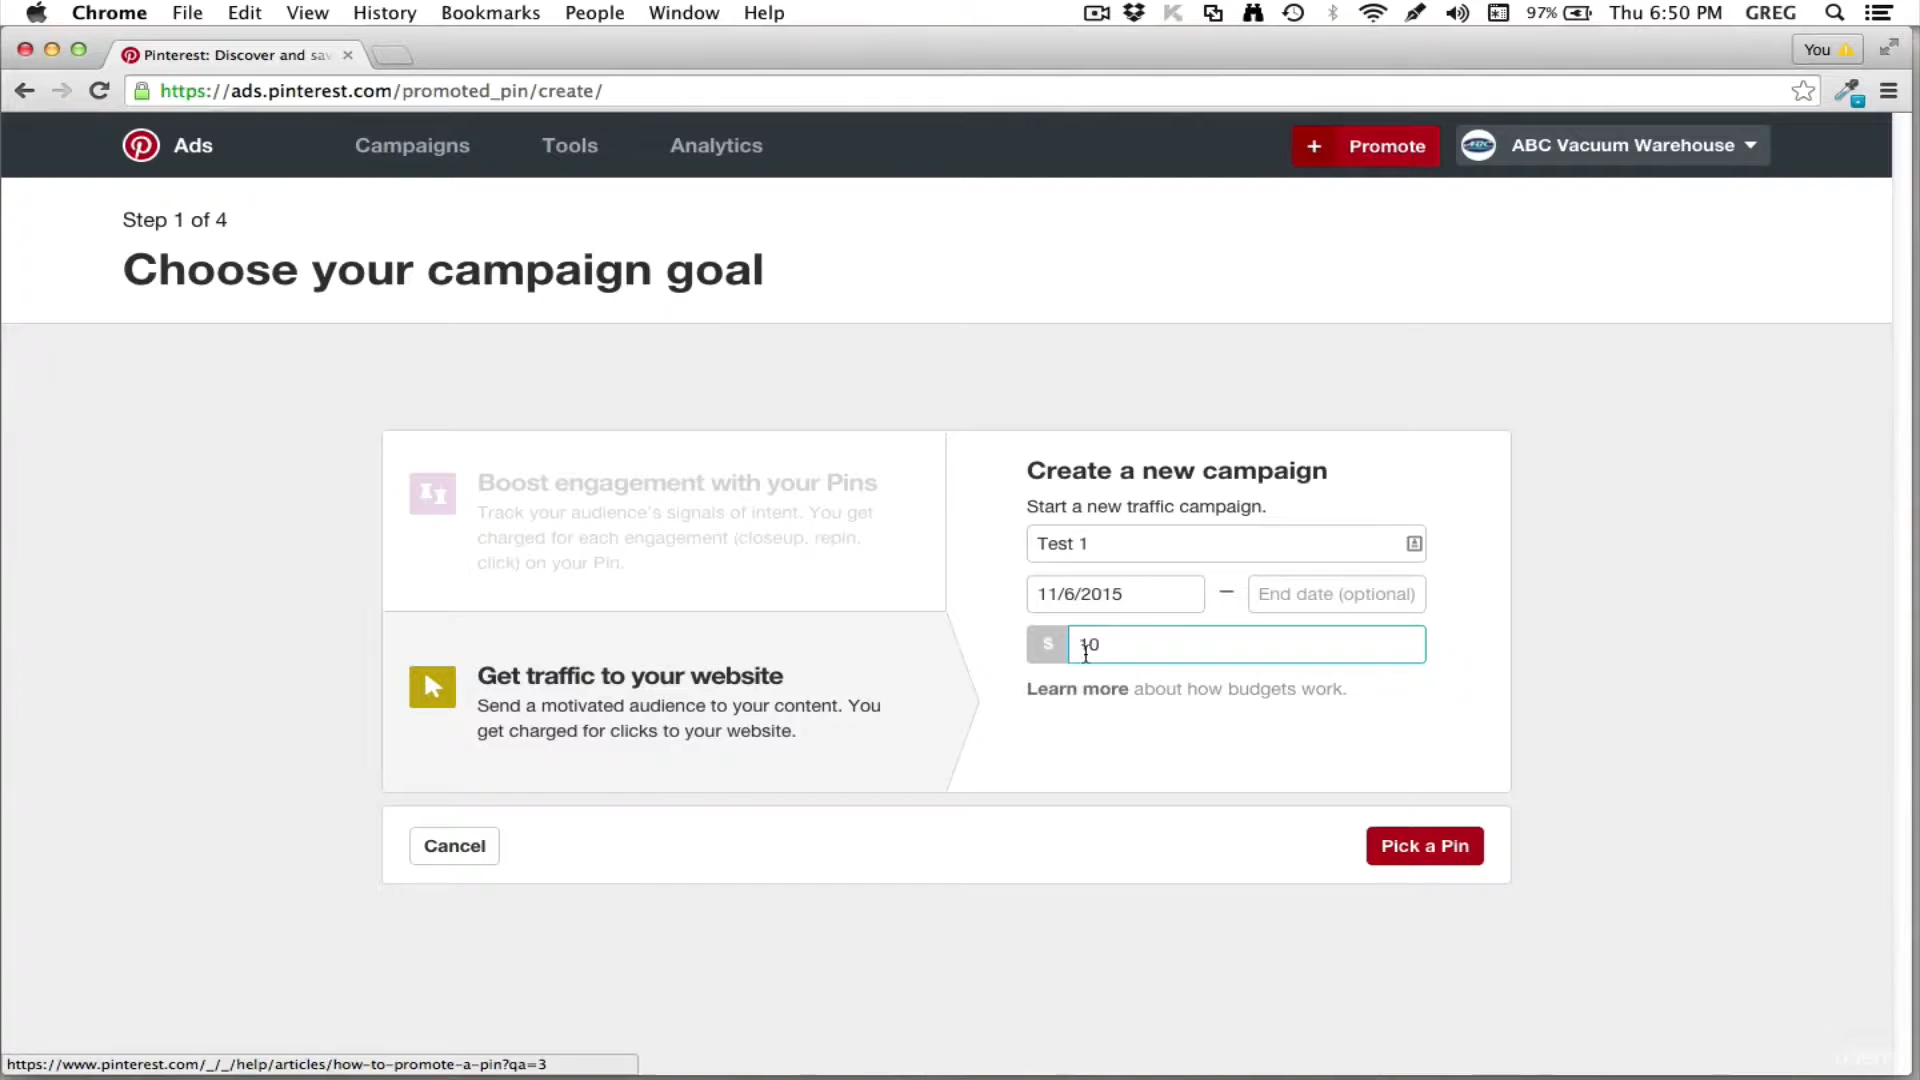 Chrome File Edit View History Bookmarks People Window Help 97% Thu 6:50 PM GREG
Pinterest: Discover and sav You
https://ads.pinterest.com/promoted_pin/create/
Ads Campaigns Tools Analytics + Promote ABC Vacuum Warehouse
Step 1 of 4
Choose your campaign goal
Boost engagement with your Pins
Track your audience's signals of intent. You get
charged for each engagement (closeup, repin,
click) on your Pin.
Get traffic to your website
Send a motivated audience to your content. You
get charged for clicks to your website.
Create a new campaign
Start a new traffic campaign.
Test 1
11/6/2015 – End date (optional)
$ 10
Learn more about how budgets work.
Cancel Pick a Pin
https://www.pinterest.com/_/_/help/articles/how-to-promote-a-pin?qa=3